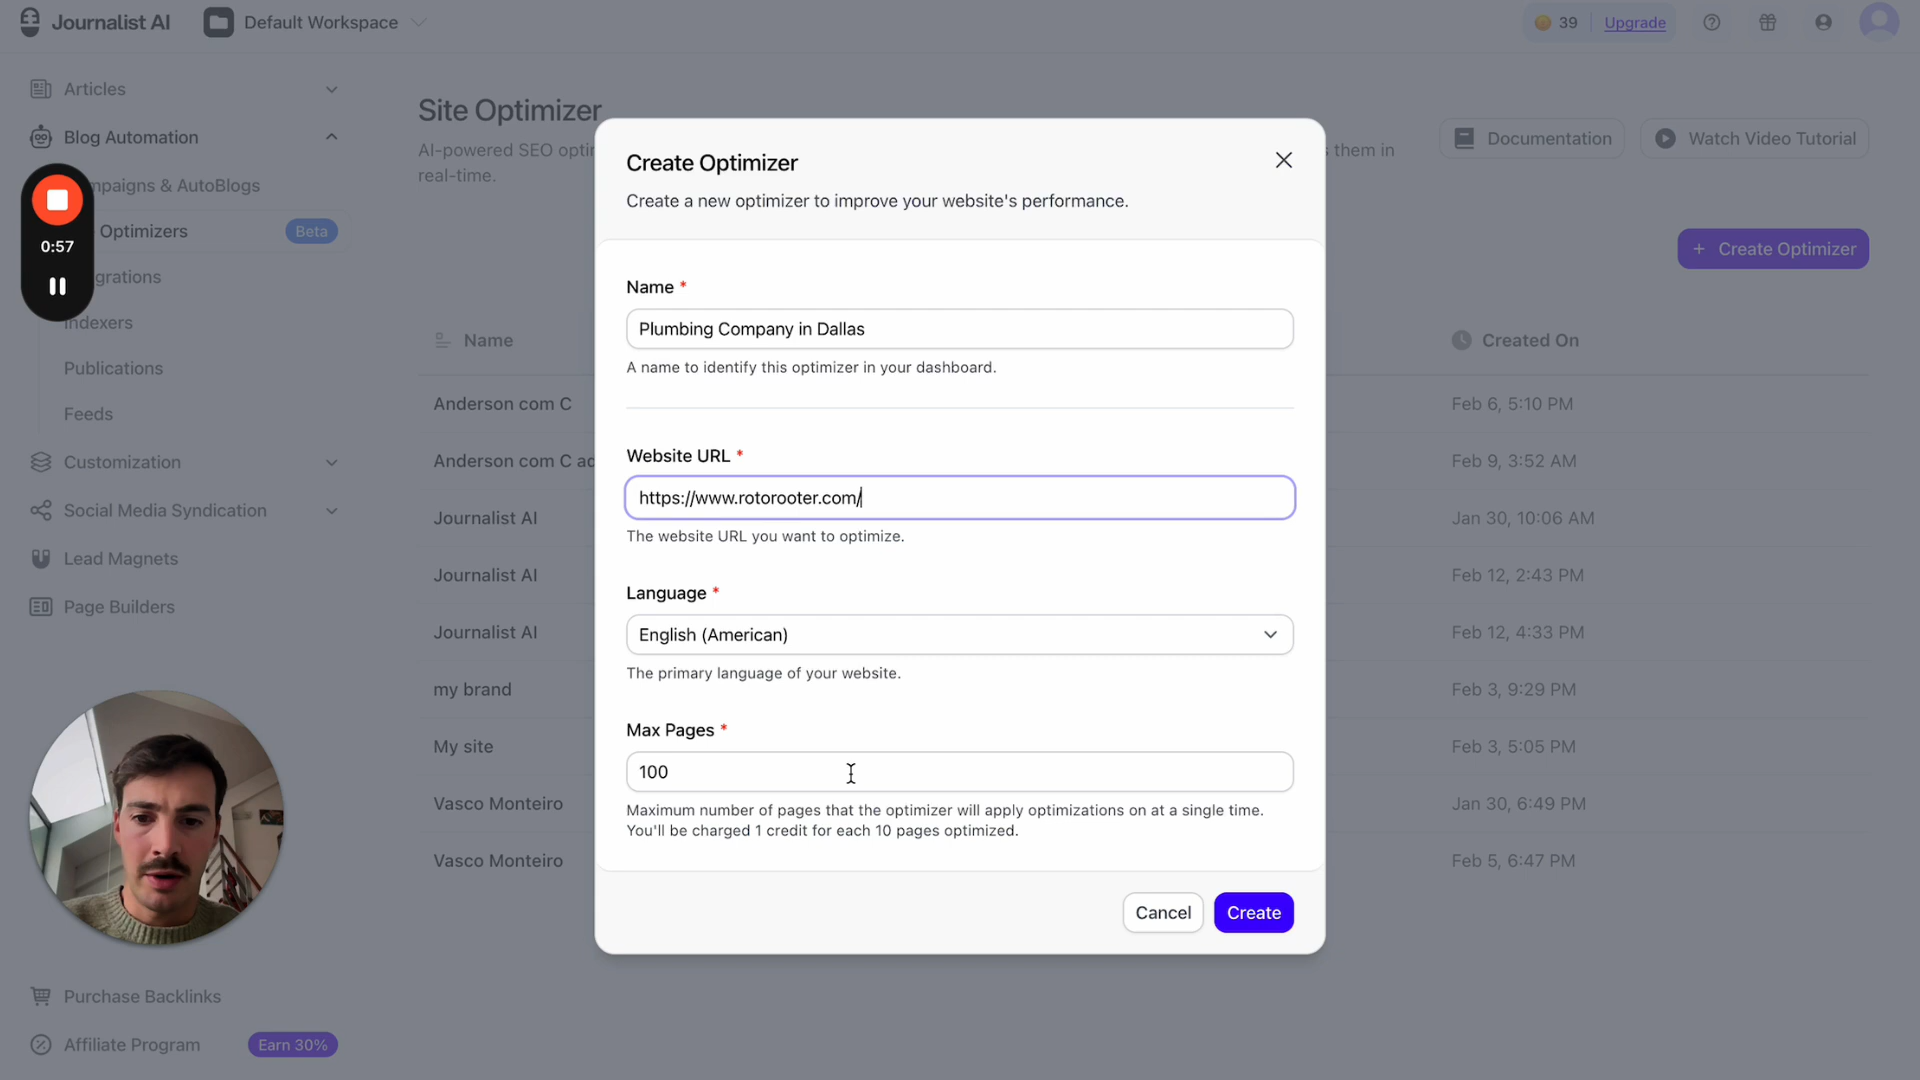 Journalist AI
Default Workspace
39
Upgrade
Articles
Blog Automation
mpaigns & AutoBlogs
Optimizers
Beta
grations
Indexers
Publications
Feeds
Customization
Social Media Syndication
Lead Magnets
Page Builders
Purchase Backlinks
Affiliate Program
Earn 30%
0:57
Site Optimizer
AI-powered SEO opti
them in
real-time.
Documentation
Watch Video Tutorial
+ Create Optimizer
Name
Created On
Anderson com C
Feb 6, 5:10 PM
Anderson com C ad
Feb 9, 3:52 AM
Journalist AI
Jan 30, 10:06 AM
Journalist AI
Feb 12, 2:43 PM
Journalist AI
Feb 12, 4:33 PM
my brand
Feb 3, 9:29 PM
My site
Feb 3, 5:05 PM
Vasco Monteiro
Jan 30, 6:49 PM
Vasco Monteiro
Feb 5, 6:47 PM
Create Optimizer
Create a new optimizer to improve your website's performance.
Name *
Plumbing Company in Dallas
A name to identify this optimizer in your dashboard.
Website URL *
https://www.rotorooter.com/
The website URL you want to optimize.
Language *
English (American)
The primary language of your website.
Max Pages *
100
Maximum number of pages that the optimizer will apply optimizations on at a single time.
You'll be charged 1 credit for each 10 pages optimized.
Cancel
Create